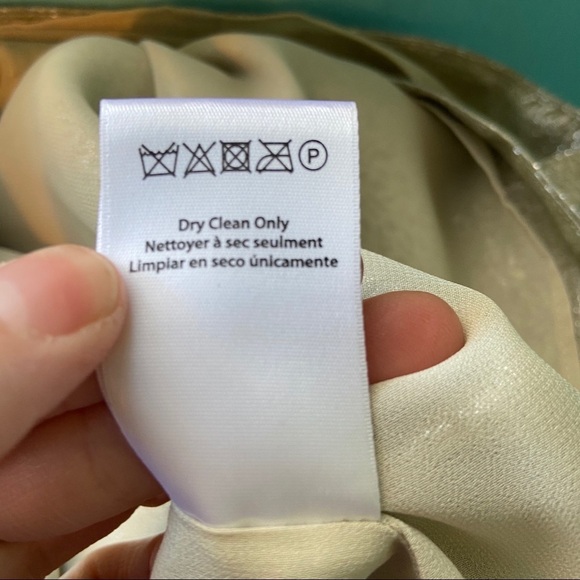 P
Dry Clean Only
Nettoyer à sec seulment
Limpiar en seco únicamente